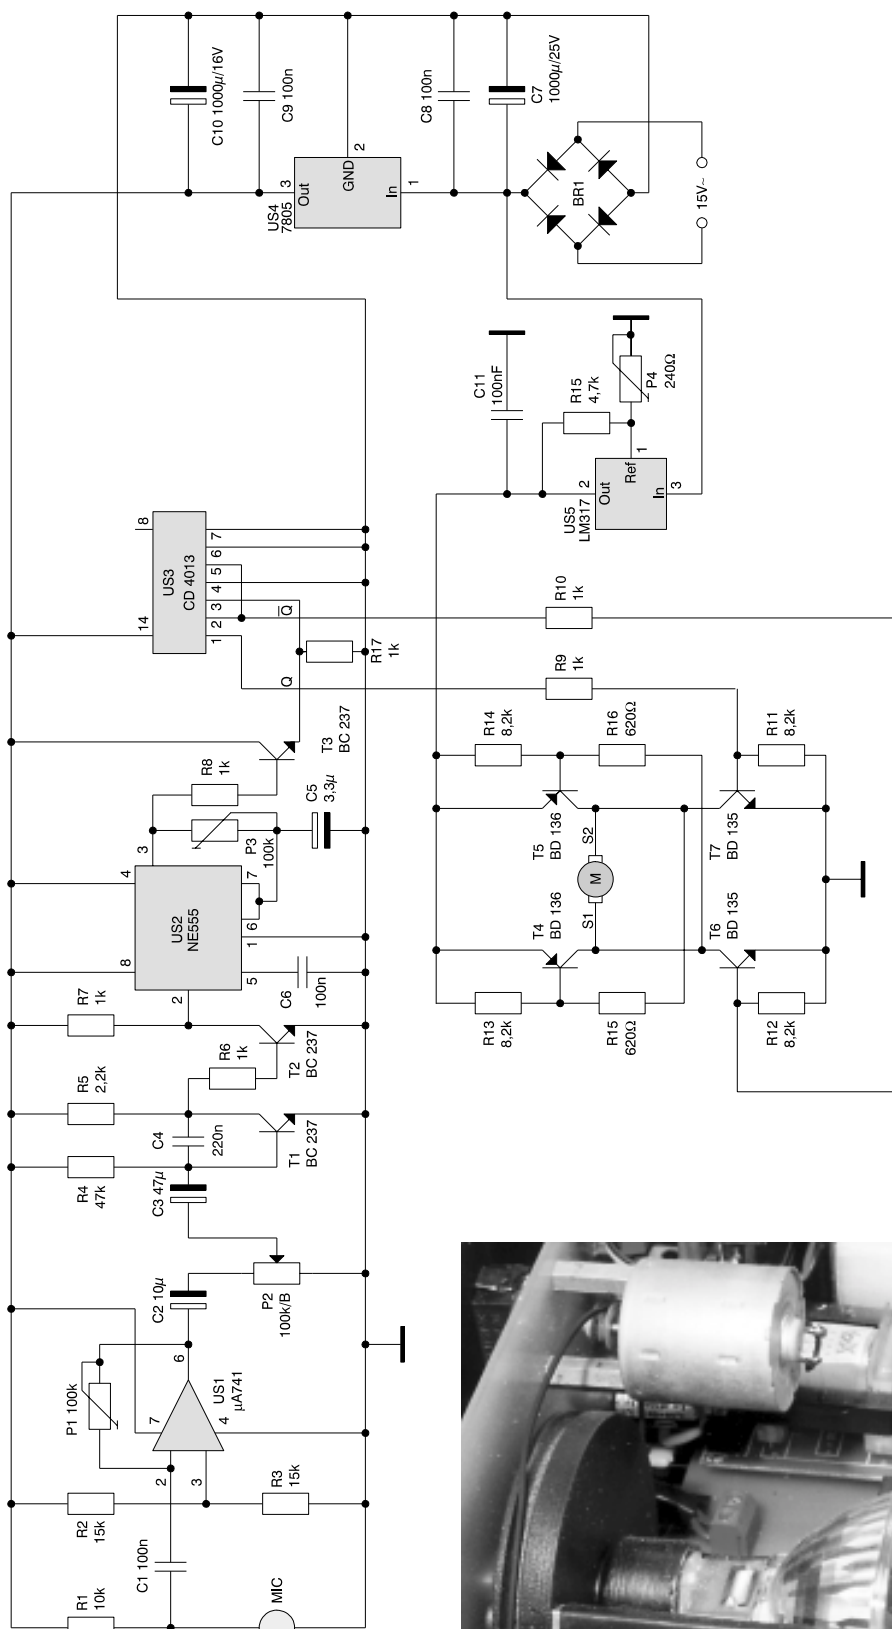 R1
10k
MIC
C1 100n
R2
15k
R3
15k
P1 100k
2
3
7
4
6
US1
µA741
C2 10µ
P2
100k/B
C3 47µ
R4
47k
R5
2,2k
C4
220n
T1
BC 237
R6
1k
T2
BC 237
R7
1k
8
4
2
3
US2
NE555
5
1
6
7
C6
100n
P3
100k
C5
3,3µ
R8
1k
T3
BC 237
R17
1k
Q
Q̅
14
8
US3
CD 4013
1
2
3
4
5
6
7
C10 1000µ/16V
C9 100n
US4
7805
3
Out
GND
2
In
1
C8 100n
C7
1000µ/25V
BR1
15V~
C11
100nF
R15
4,7k
P4
240Ω
US5
LM317
2
Out
Ref
1
In
3
R10
1k
R9
1k
R14
8,2k
R16
620Ω
R11
8,2k
T5
BD 136
T7
BD 135
S2
M
S1
T4
BD 136
T6
BD 135
R13
8,2k
R15
620Ω
R12
8,2k